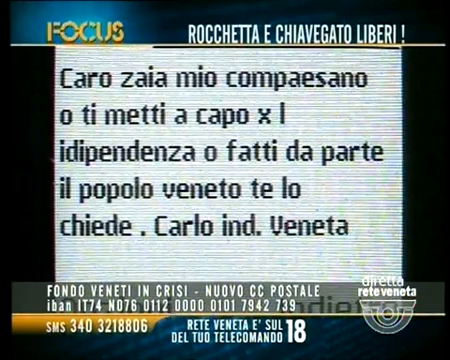 FOCUS
ROCCHETTA E CHIAVEGATO LIBERI !
Caro zaia mio compaesano
o ti metti a capo x l
idipendenza o fatti da parte
il popolo veneto te lo
chiede . Carlo ind. Veneta
FONDO VENETI IN CRISI - NUOVO CC POSTALE
iban IT74 N076 0112 0000 0101 7942 739
diretta
reteveneta
SMS 340 3218806
RETE VENETA E' SUL
DEL TUO TELECOMANDO 18